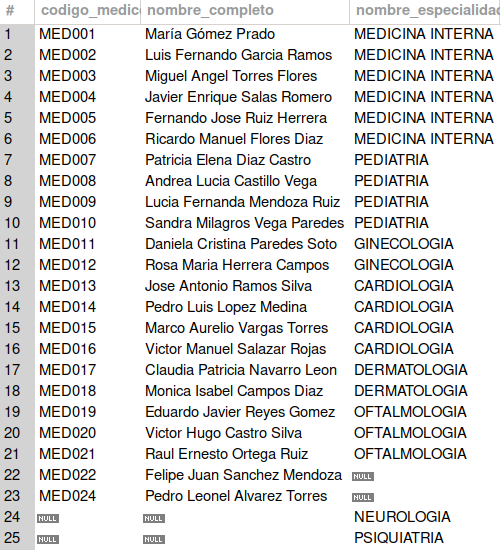 # codigo_medico nombre_completo nombre_especialidad
1 MED001 María Gómez Prado MEDICINA INTERNA
2 MED002 Luis Fernando Garcia Ramos MEDICINA INTERNA
3 MED003 Miguel Angel Torres Flores MEDICINA INTERNA
4 MED004 Javier Enrique Salas Romero MEDICINA INTERNA
5 MED005 Fernando Jose Ruiz Herrera MEDICINA INTERNA
6 MED006 Ricardo Manuel Flores Diaz MEDICINA INTERNA
7 MED007 Patricia Elena Diaz Castro PEDIATRIA
8 MED008 Andrea Lucia Castillo Vega PEDIATRIA
9 MED009 Lucia Fernanda Mendoza Ruiz PEDIATRIA
10 MED010 Sandra Milagros Vega Paredes PEDIATRIA
11 MED011 Daniela Cristina Paredes Soto GINECOLOGIA
12 MED012 Rosa Maria Herrera Campos GINECOLOGIA
13 MED013 Jose Antonio Ramos Silva CARDIOLOGIA
14 MED014 Pedro Luis Lopez Medina CARDIOLOGIA
15 MED015 Marco Aurelio Vargas Torres CARDIOLOGIA
16 MED016 Victor Manuel Salazar Rojas CARDIOLOGIA
17 MED017 Claudia Patricia Navarro Leon DERMATOLOGIA
18 MED018 Monica Isabel Campos Diaz DERMATOLOGIA
19 MED019 Eduardo Javier Reyes Gomez OFTALMOLOGIA
20 MED020 Victor Hugo Castro Silva OFTALMOLOGIA
21 MED021 Raul Ernesto Ortega Ruiz OFTALMOLOGIA
22 MED022 Felipe Juan Sanchez Mendoza NULL
23 MED024 Pedro Leonel Alvarez Torres NULL
24 NULL NULL NEUROLOGIA
25 NULL NULL PSIQUIATRIA